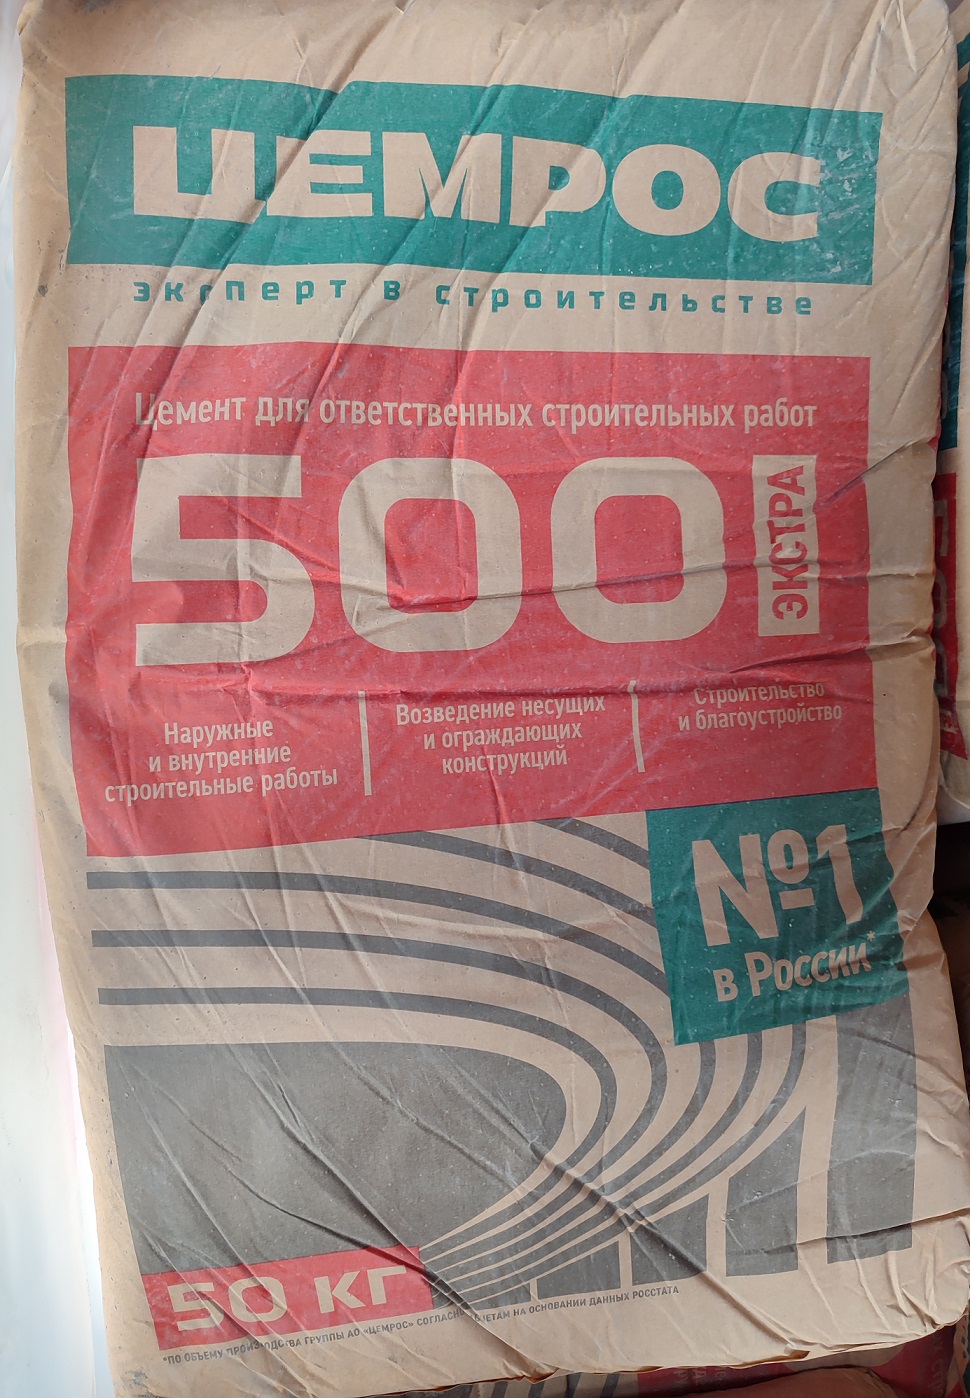 ЦЕМРОС
эксперт в строительстве
Цемент для ответственных строительных работ
500
ЭКСТРА
Наружные
и внутренние
строительные работы
Возведение несущих
и ограждающих
конструкций
Строительство
и благоустройство
№1
в России*
50 кг
*ПО ОБЪЕМУ ПРОИЗВОДСТВА ГРУППЫ АО «ЦЕМРОС» НА ОСНОВАНИИ ДАННЫХ РОССТАТА